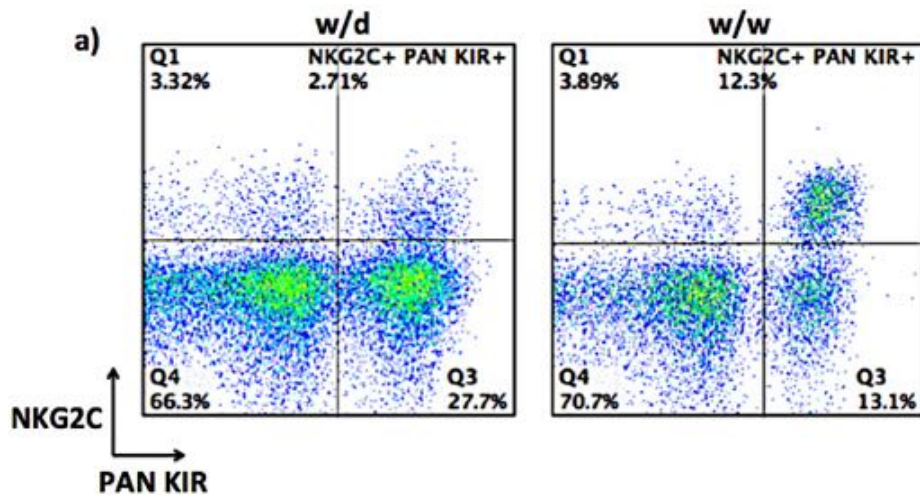 a)
w/d
Q1
3.32%
NKG2C+ PAN KIR+
2.71%
Q4
66.3%
Q3
27.7%
w/w
Q1
3.89%
NKG2C+ PAN KIR+
12.3%
Q4
70.7%
Q3
13.1%
NKG2C
PAN KIR